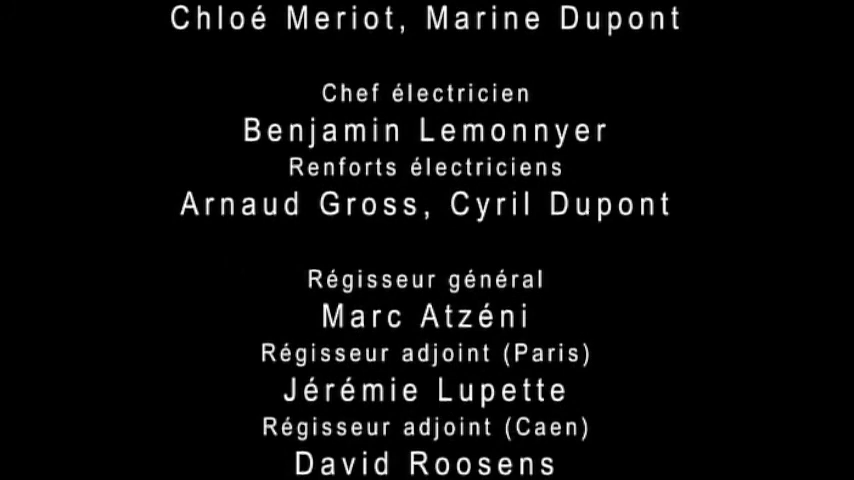 Chloé Meriot, Marine Dupont
Chef électricien
Benjamin Lemonnyer
Renforts électriciens
Arnaud Gross, Cyril Dupont
Régisseur général
Marc Atzéni
Régisseur adjoint (Paris)
Jérémie Lupette
Régisseur adjoint (Caen)
David Roosens